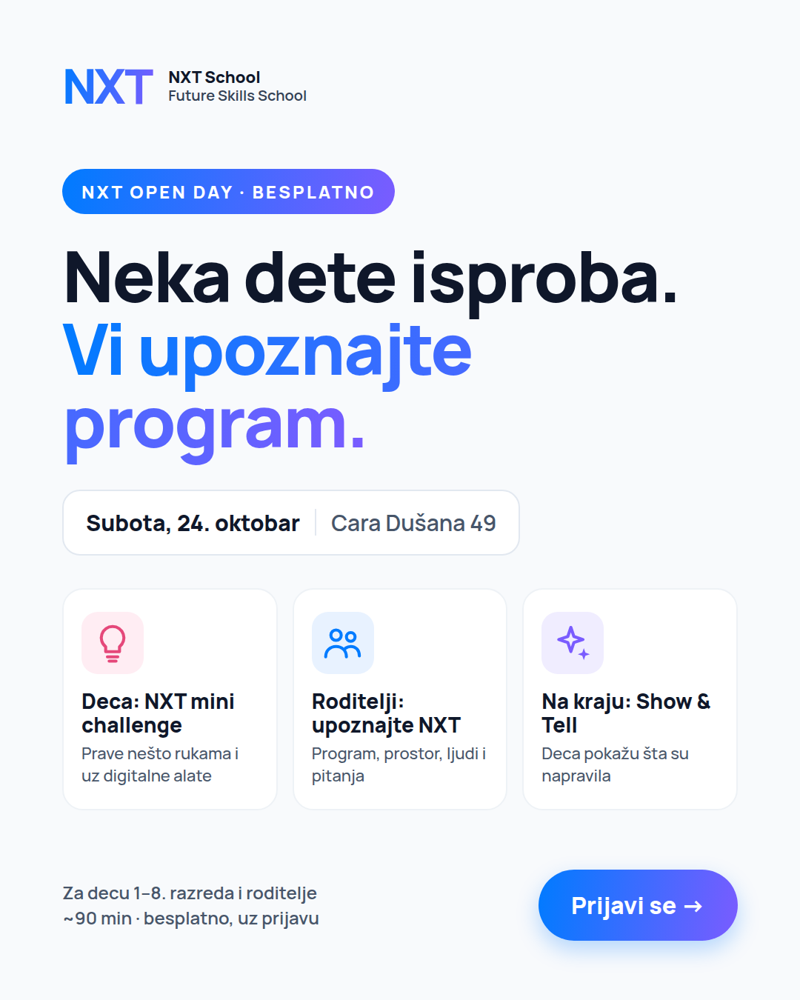 NXT
NXT School
Future Skills School
NXT OPEN DAY · BESPLATNO
Neka dete isproba.
Vi upoznajte
program.
Subota, 24. oktobar
Cara Dušana 49
Deca: NXT mini
challenge
Prave nešto rukama i
uz digitalne alate
Roditelji:
upoznajte NXT
Program, prostor, ljudi i
pitanja
Na kraju: Show &
Tell
Deca pokažu šta su
napravila
Za decu 1–8. razreda i roditelje
~90 min · besplatno, uz prijavu
Prijavi se →